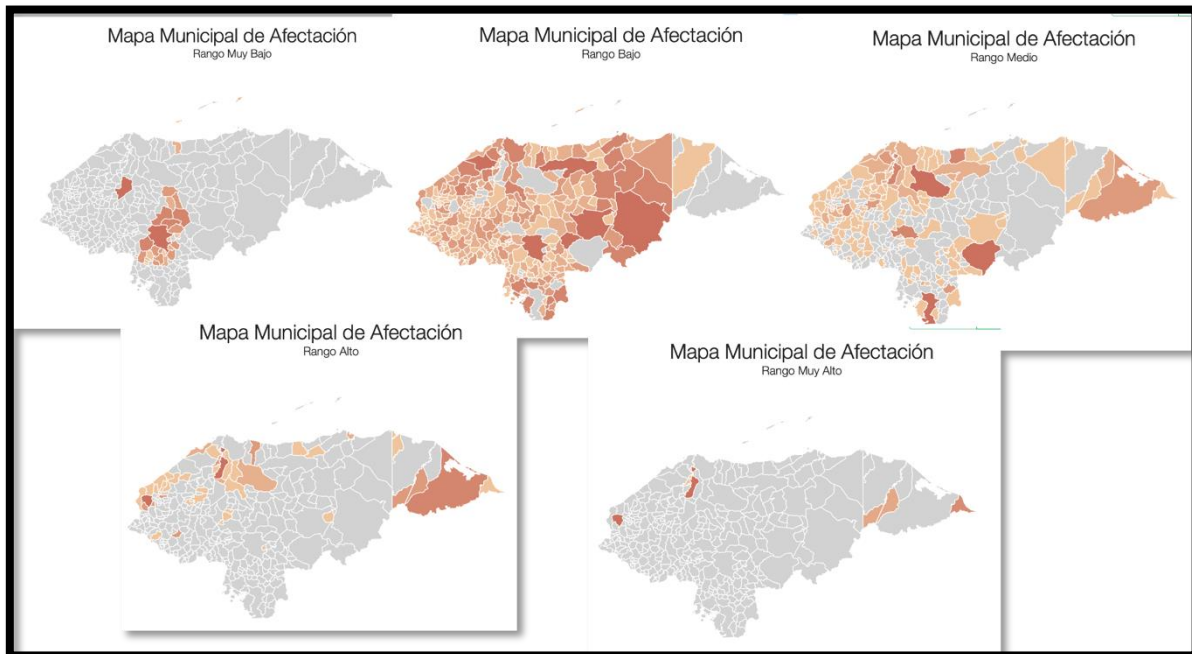 Mapa Municipal de Afectación
Rango Muy Bajo
Mapa Municipal de Afectación
Rango Bajo
Mapa Municipal de Afectación
Rango Medio
Mapa Municipal de Afectación
Rango Alto
Mapa Municipal de Afectación
Rango Muy Alto